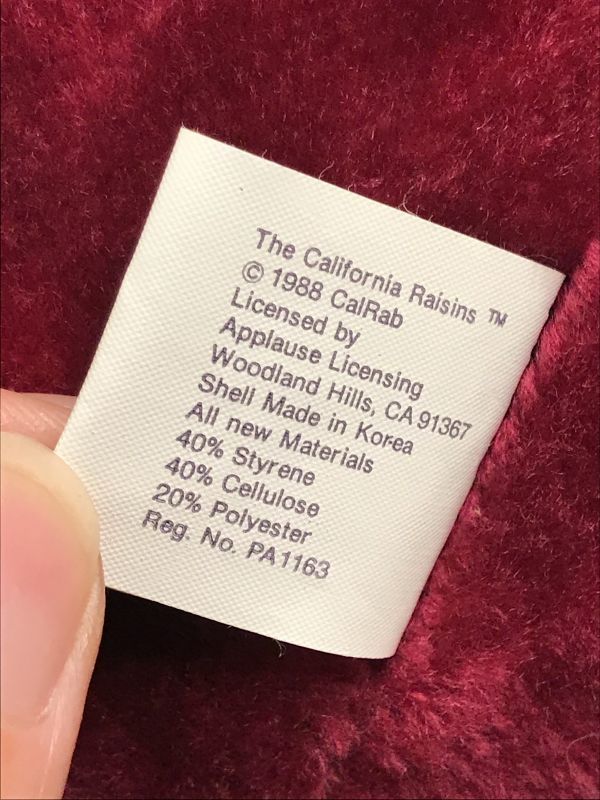 The California Raisins ™
© 1988 CalRab
Licensed by
Applause Licensing
Woodland Hills, CA 91367
Shell Made in Korea
All new Materials
40% Styrene
40% Cellulose
20% Polyester
Reg. No. PA1163